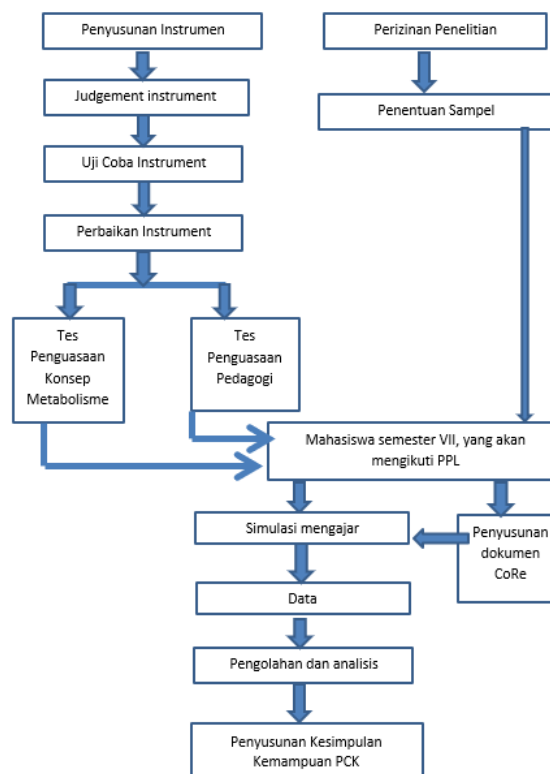 Penyusunan Instrumen
Perizinan Penelitian
Judgement instrument
Penentuan Sampel
Uji Coba Instrument
Perbaikan Instrument
Tes
Penguasaan
Konsep
Metabolisme
Tes
Penguasaan
Pedagogi
Mahasiswa semester VII, yang akan
mengikuti PPL
Simulasi mengajar
Penyusunan
dokumen
CoRe
Data
Pengolahan dan analisis
Penyusunan Kesimpulan
Kemampuan PCK